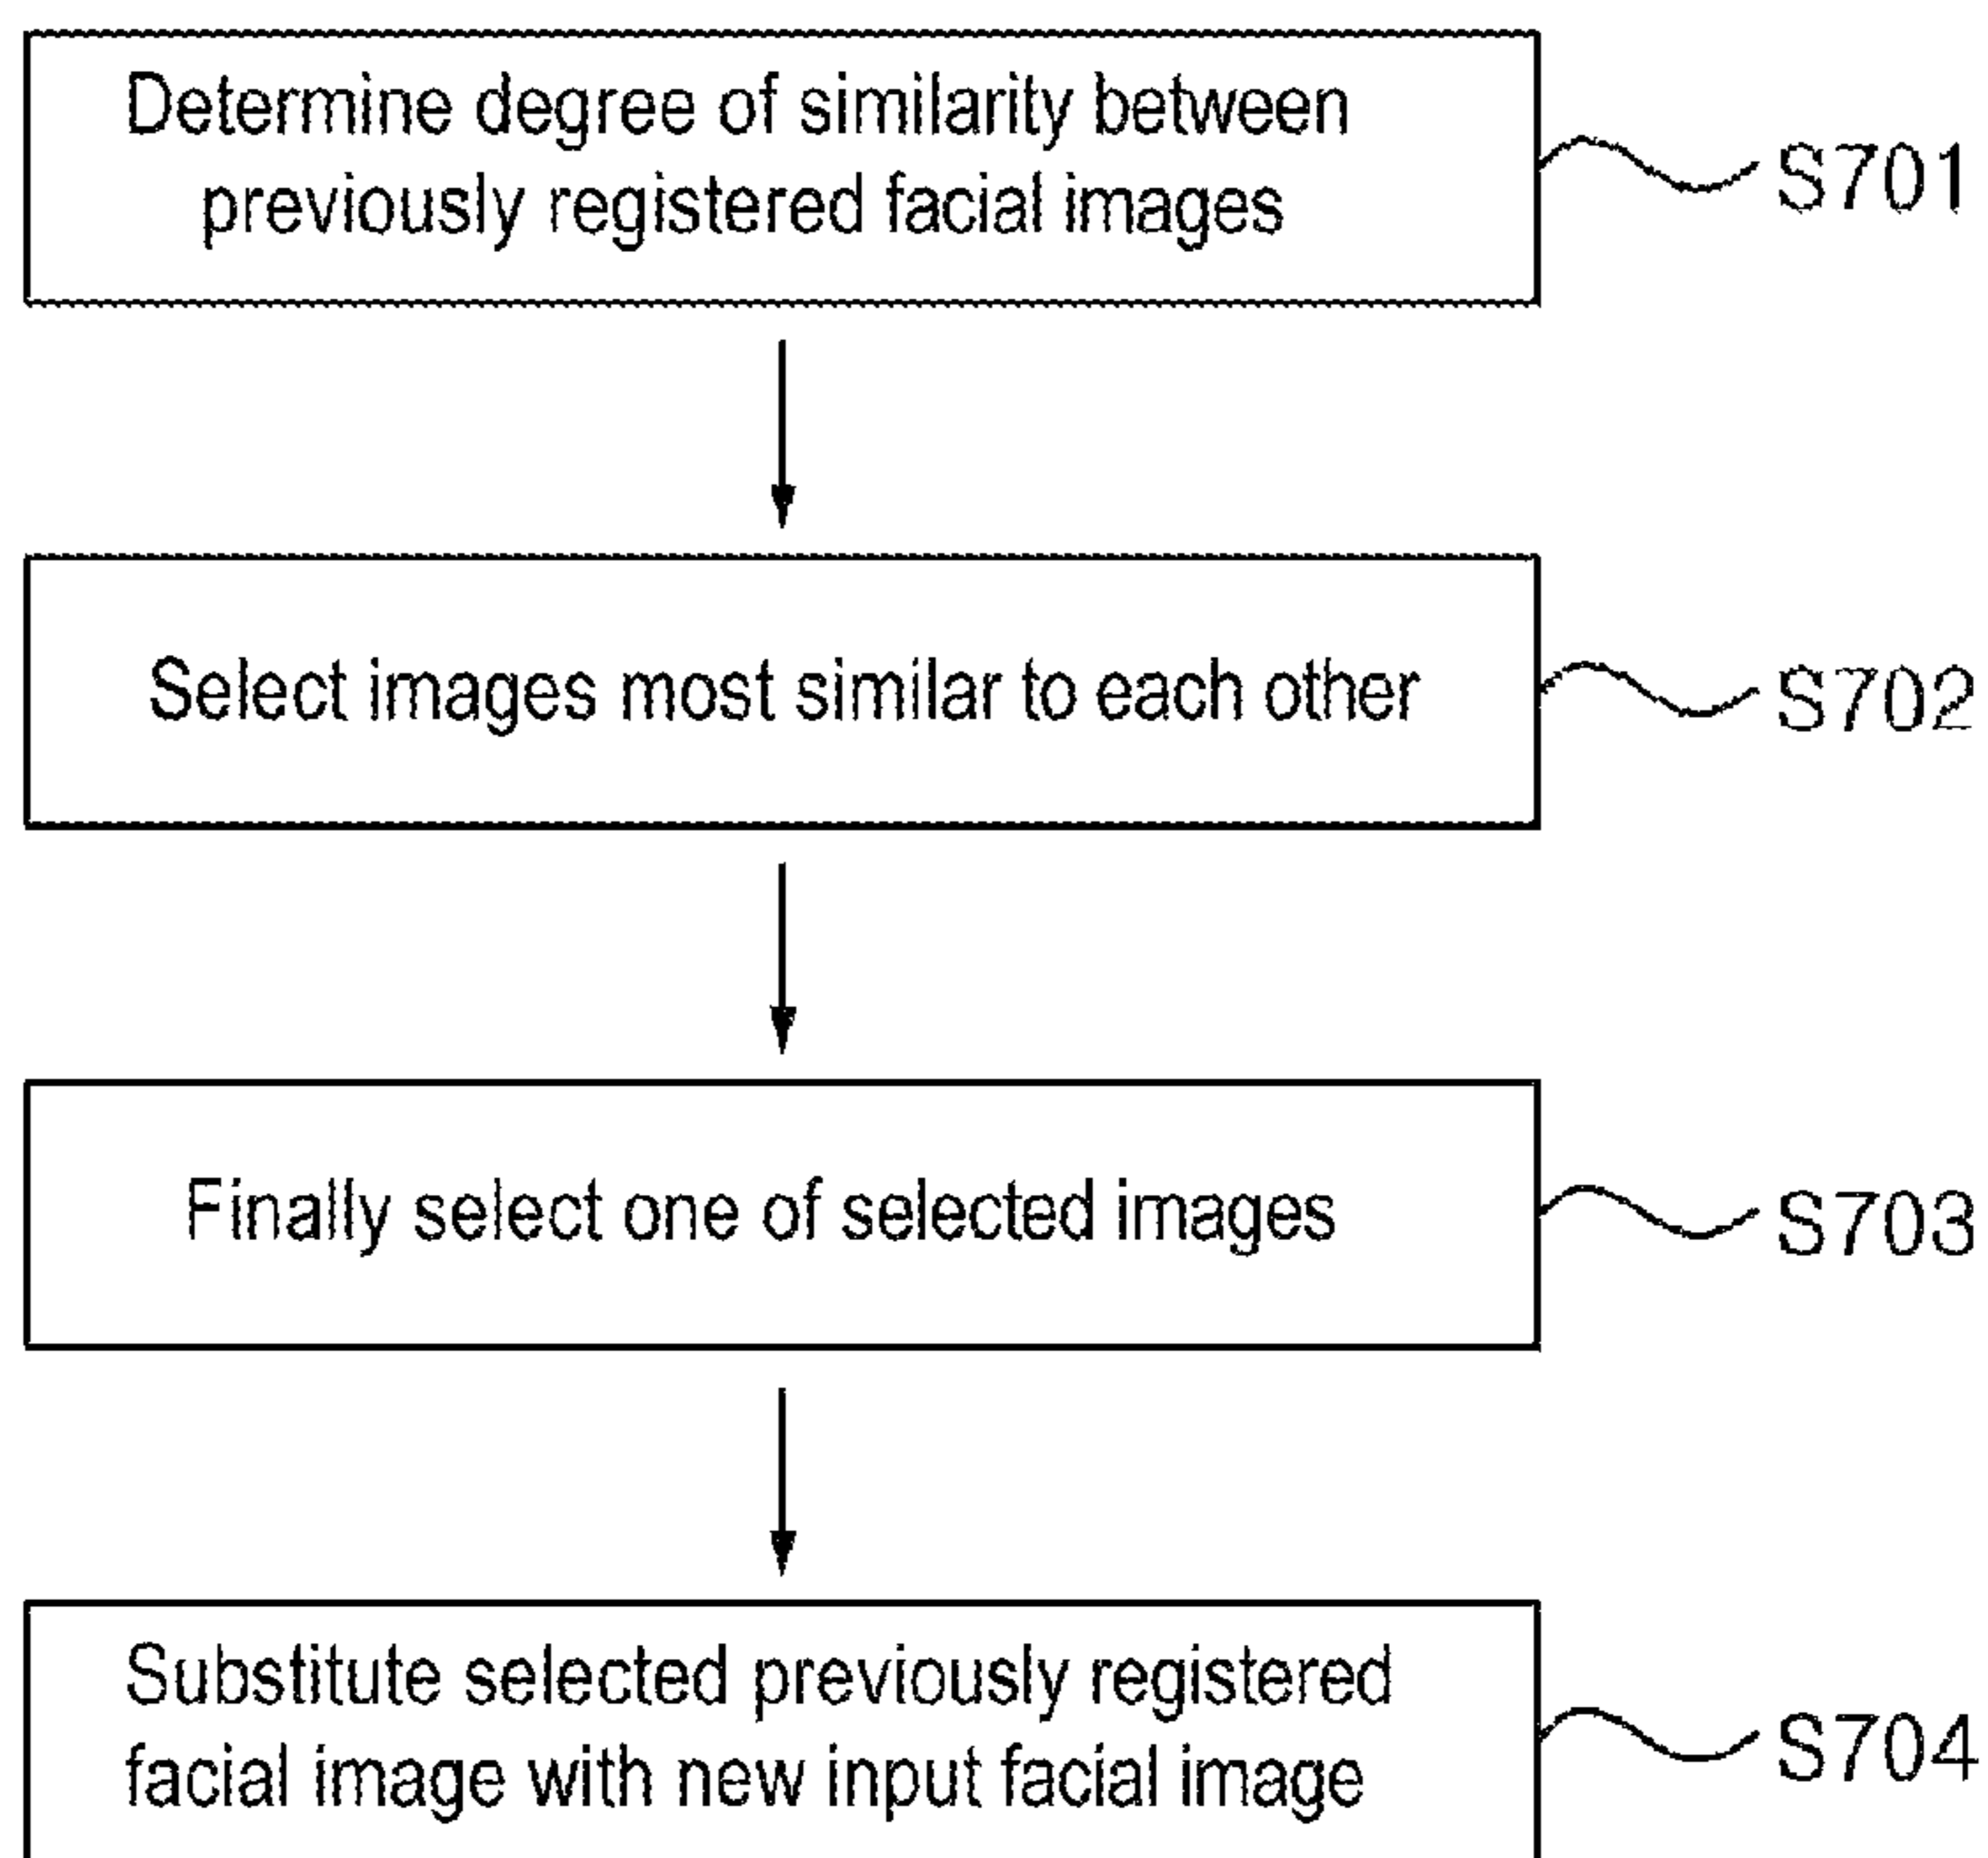 Determine degree of similarity between
previously registered facial images
S701
Select images most similar to each other
S702
Finally select one of selected images
S703
Substitute selected previously registered
facial image with new input facial image
S704